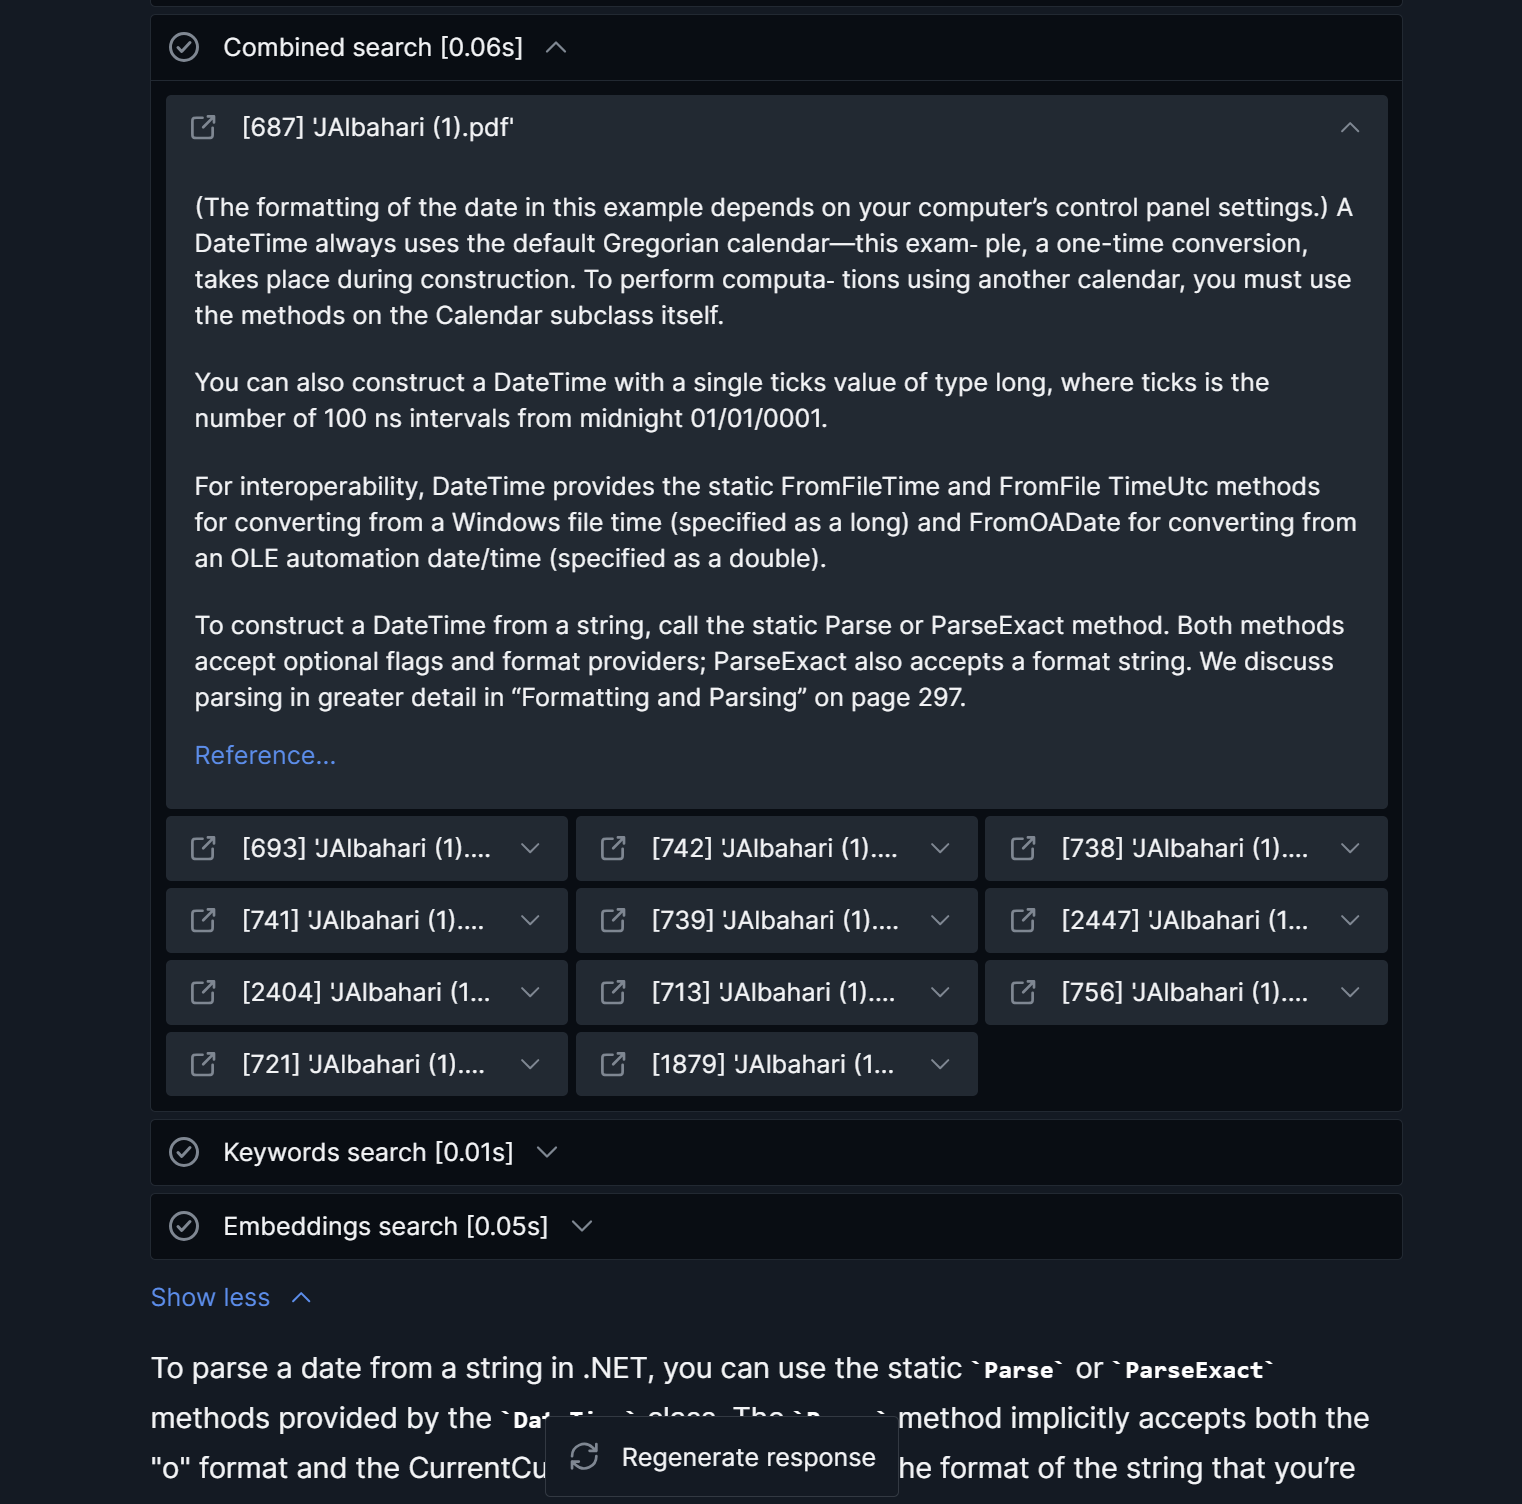 Combined search [0.06s]
[687] 'JAlbahari (1).pdf'
(The formatting of the date in this example depends on your computer’s control panel settings.) A
DateTime always uses the default Gregorian calendar—this exam- ple, a one-time conversion,
takes place during construction. To perform computa- tions using another calendar, you must use
the methods on the Calendar subclass itself.
You can also construct a DateTime with a single ticks value of type long, where ticks is the
number of 100 ns intervals from midnight 01/01/0001.
For interoperability, DateTime provides the static FromFileTime and FromFile TimeUtc methods
for converting from a Windows file time (specified as a long) and FromOADate for converting from
an OLE automation date/time (specified as a double).
To construct a DateTime from a string, call the static Parse or ParseExact method. Both methods
accept optional flags and format providers; ParseExact also accepts a format string. We discuss
parsing in greater detail in “Formatting and Parsing” on page 297.
Reference...
[693] 'JAlbahari (1)....
[742] 'JAlbahari (1)....
[738] 'JAlbahari (1)....
[741] 'JAlbahari (1)....
[739] 'JAlbahari (1)....
[2447] 'JAlbahari (1...
[2404] 'JAlbahari (1...
[713] 'JAlbahari (1)....
[756] 'JAlbahari (1)....
[721] 'JAlbahari (1)....
[1879] 'JAlbahari (1...
Keywords search [0.01s]
Embeddings search [0.05s]
Show less
To parse a date from a string in .NET, you can use the static `Parse` or `ParseExact`
methods provided by the method implicitly accepts both the
"o" format and the format of the string that you’re
Regenerate response